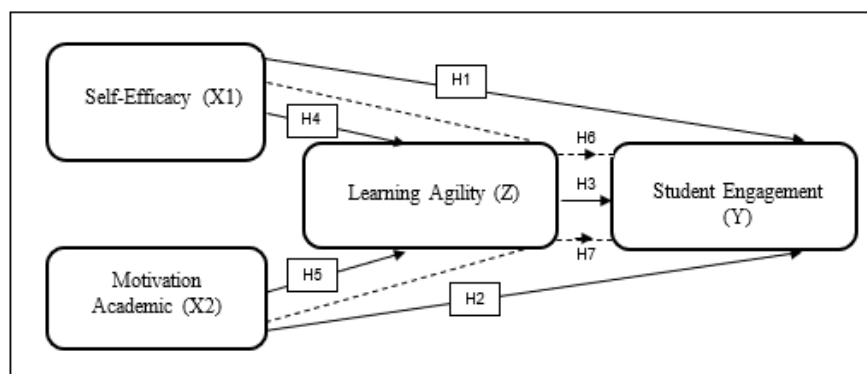 Self-Efficacy (X1)
H1
H4
H6
Learning Agility (Z)
H3
Student Engagement
(Y)
H7
Motivation
Academic (X2)
H5
H2